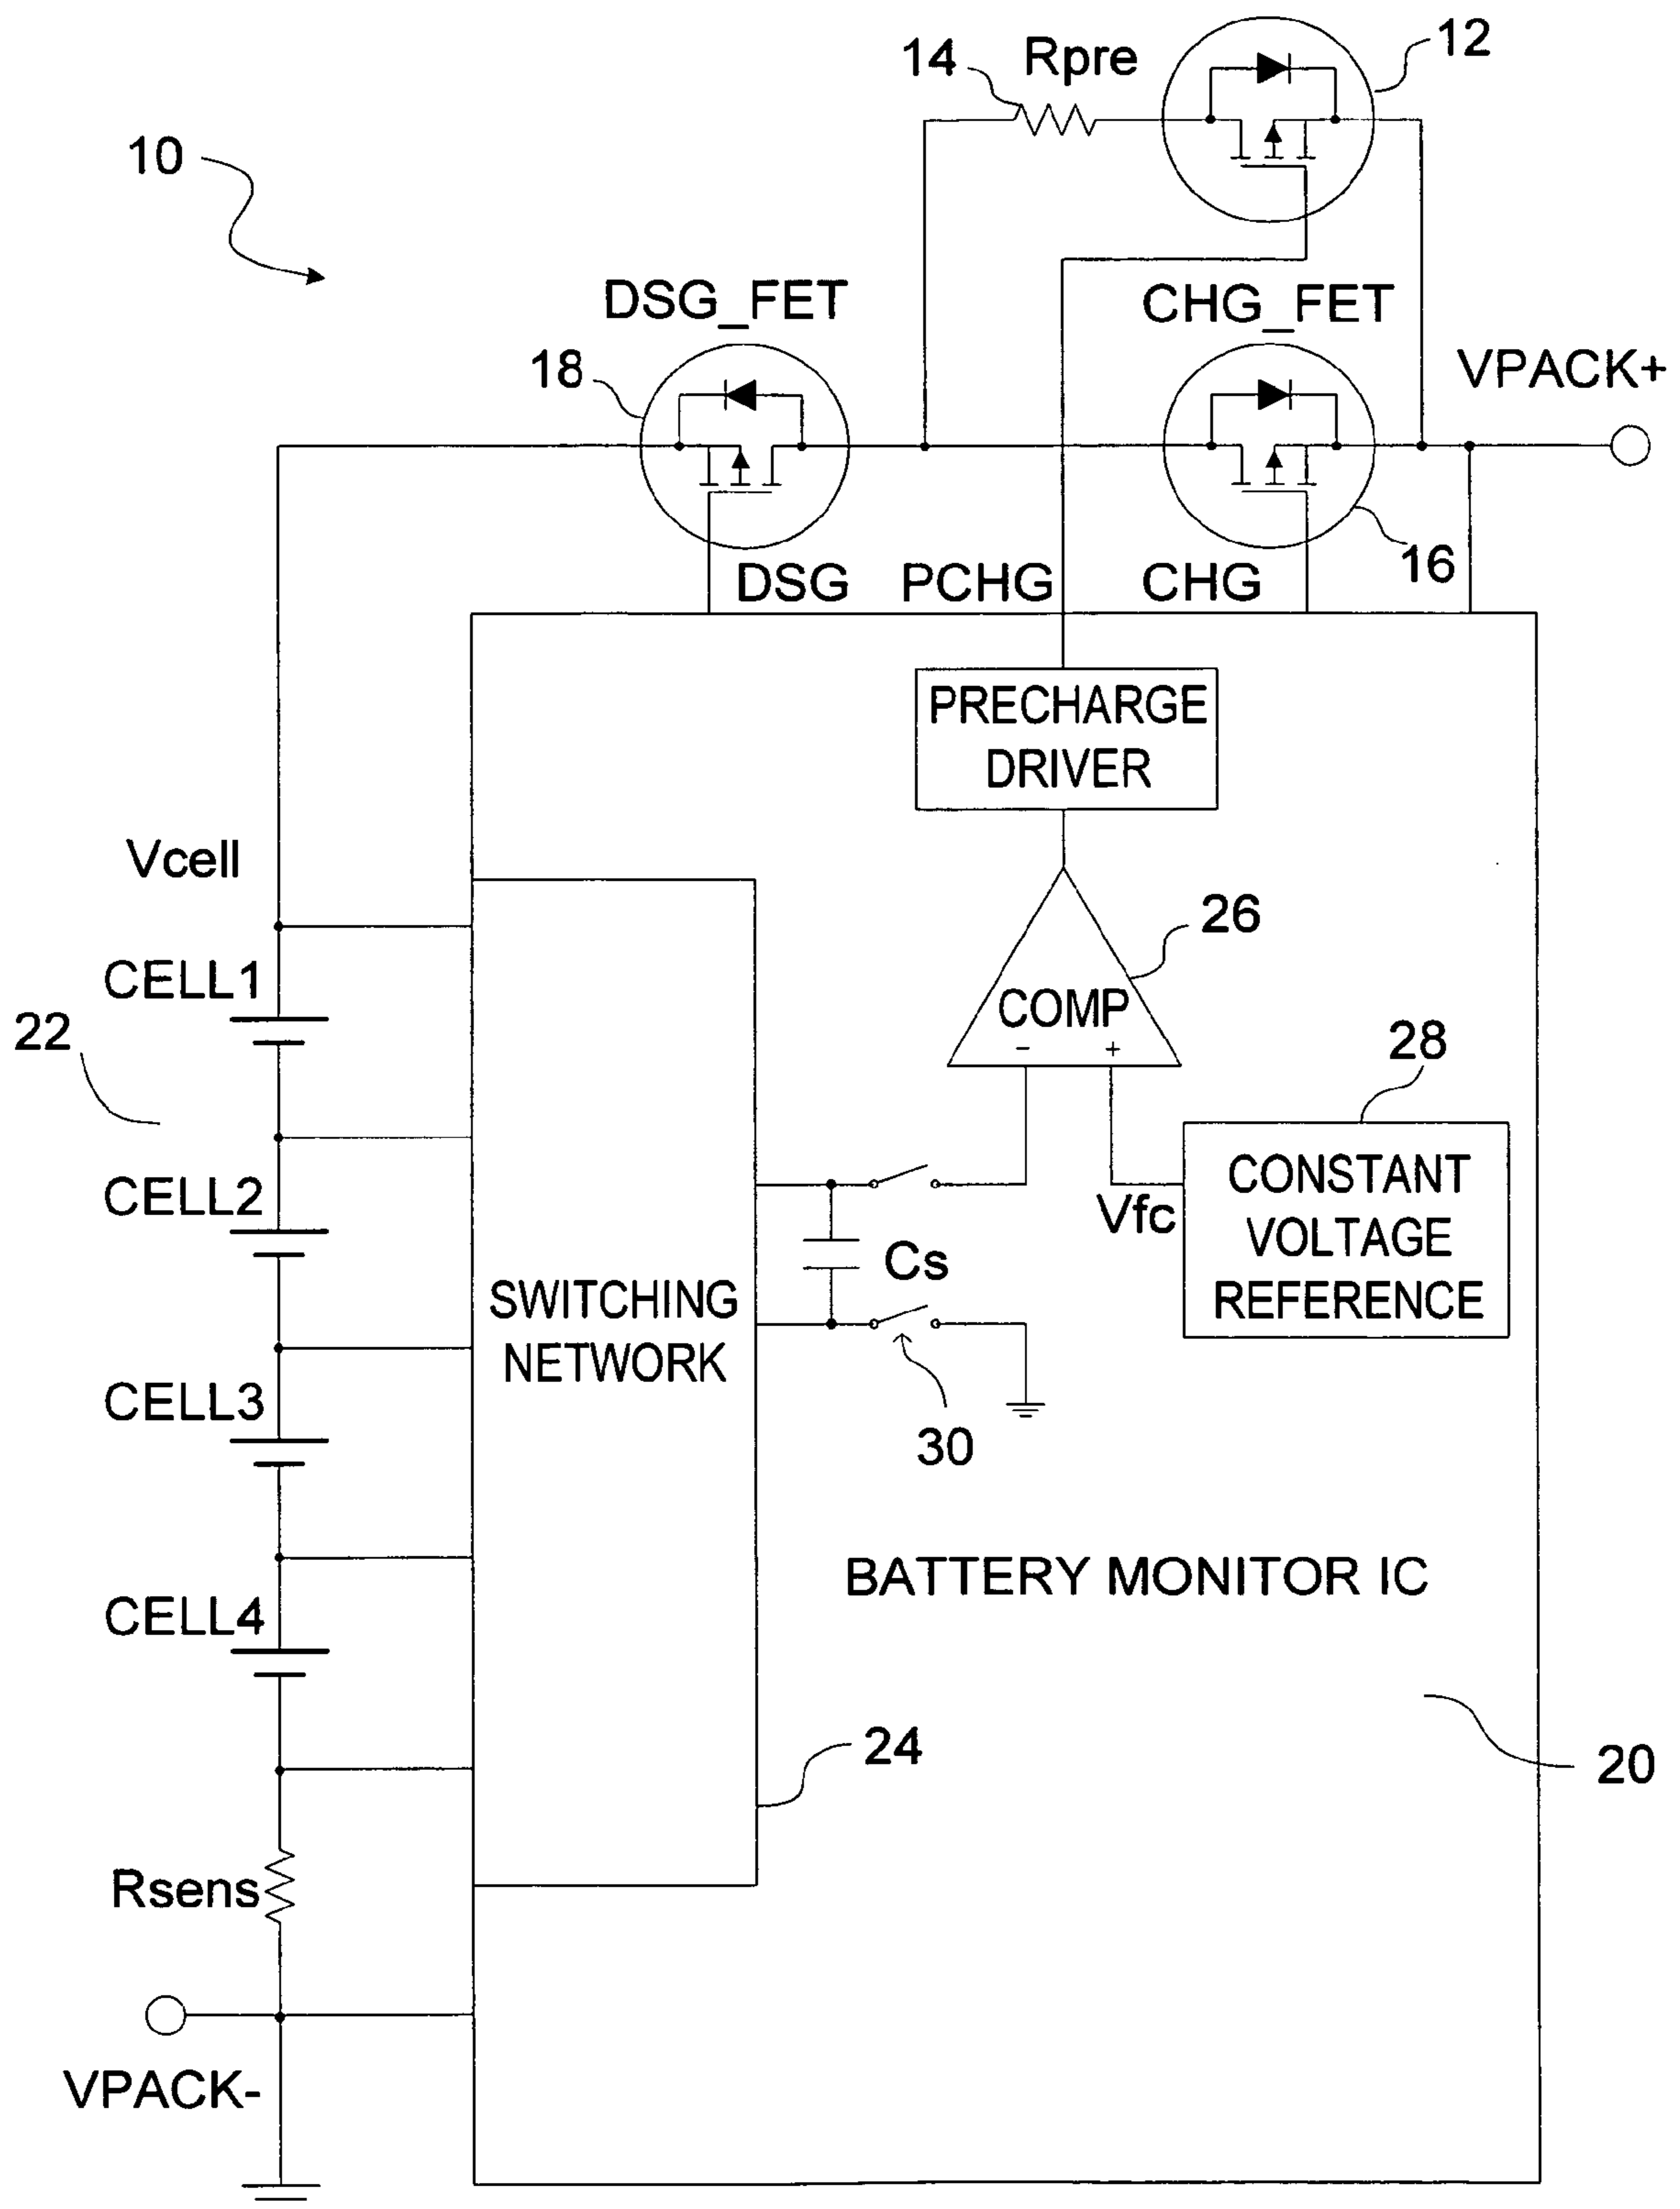 12
14
Rpre
10
DSG_FET
CHG_FET
VPACK+
18
16
DSG
PCHG
CHG
PRECHARGE
DRIVER
Vcell
26
CELL1
COMP
- +
22
28
CONSTANT
VOLTAGE
REFERENCE
Vfc
CELL2
Cs
SWITCHING
NETWORK
CELL3
30
BATTERY MONITOR IC
CELL4
24
20
Rsens
VPACK-